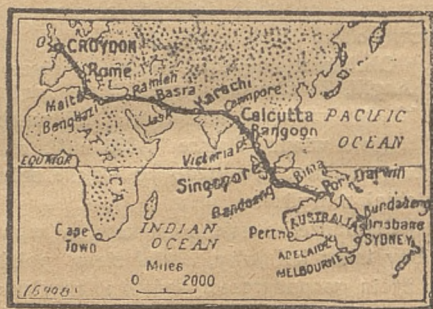 CROYDON
Rome
Malta
Benghazi
Ramleh
Basra
Jask
Karachi
Cawnpore
Calcutta
Rangoon
Victoria Pt
Singapore
Bandoeng
Bima
Port Darwin
Bundaberg
Brisbane
SYDNEY
AUSTRALIA
Perth
ADELAIDE
MELBOURNE
AFRICA
EQUATOR
Cape
Town
INDIAN
OCEAN
PACIFIC
OCEAN
Miles
0 2000